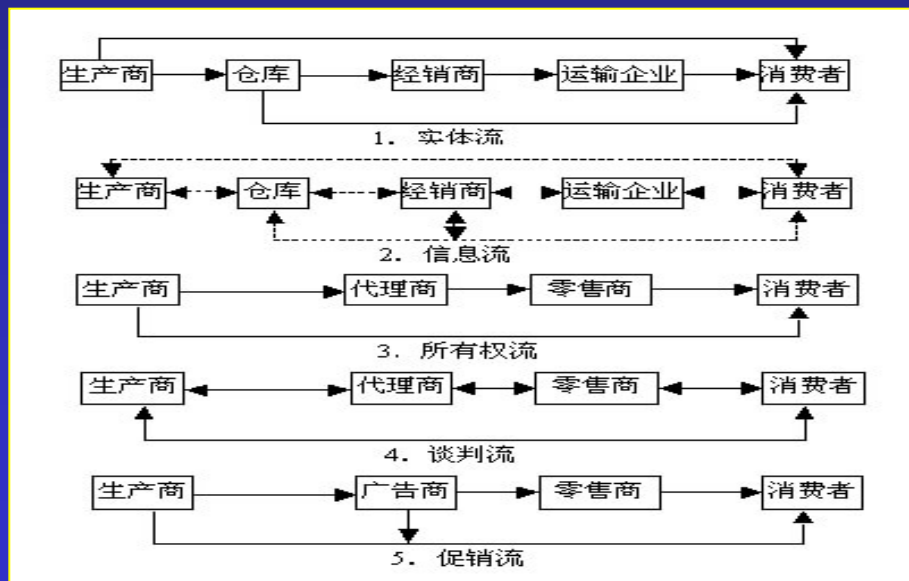 生产商 仓库 经销商 运输企业 消费者
1. 实体流
生产商 仓库 经销商 运输企业 消费者
2. 信息流
生产商 代理商 零售商 消费者
3. 所有权流
生产商 代理商 零售商 消费者
4. 谈判流
生产商 广告商 零售商 消费者
5. 促销流